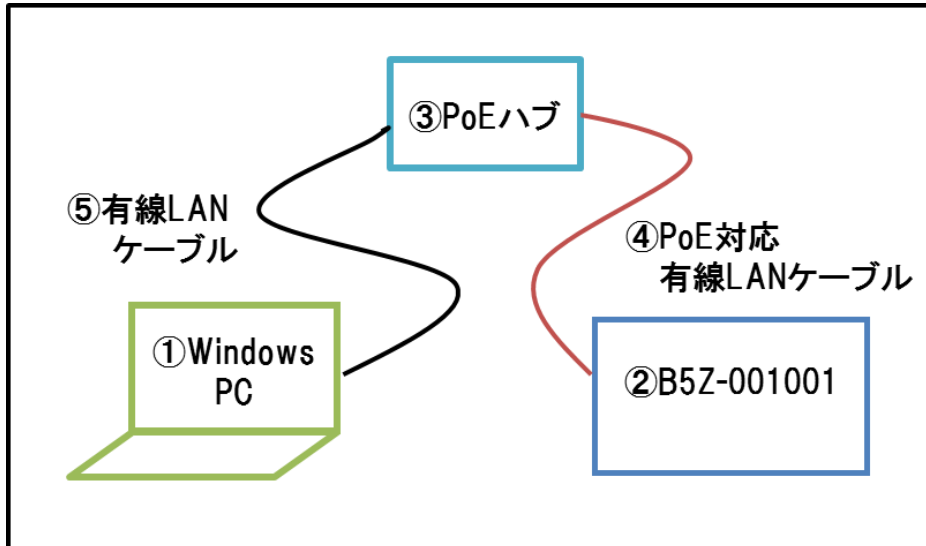 ③PoEハブ
⑤有線LAN
ケーブル
④PoE対応
有線LANケーブル
①Windows
PC
②B5Z-001001